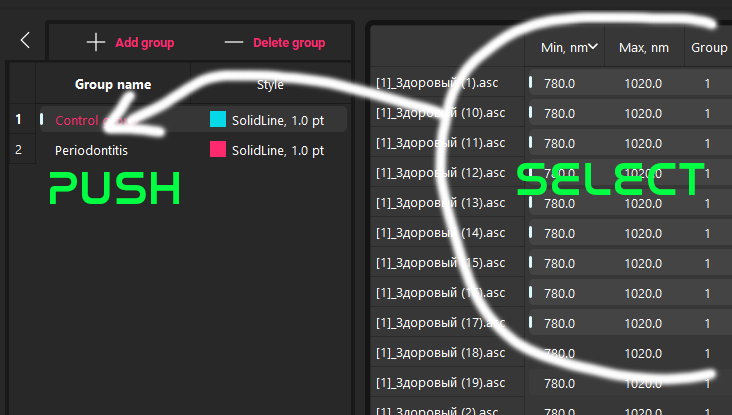 Add group
Delete group
Group name
Style
1
Control
SolidLine, 1.0 pt
2
Periodontitis
SolidLine, 1.0 pt
PUSH
Min, nm
Max, nm
Group
[1]_Здоровый (1).asc 780.0 1020.0 1
[1]_Здоровый (10).asc 780.0 1020.0 1
[1]_Здоровый (11).asc 780.0 1020.0 1
[1]_Здоровый (12).asc 780.0 1020.0 1
SELECT
[1]_Здоровый (13).asc 780.0 1020.0 1
[1]_Здоровый (14).asc 780.0 1020.0 1
[1]_Здоровый (15).asc 780.0 1020.0 1
[1]_Здоровый 780.0 1020.0 1
[1]_Здоровый (17).asc 780.0 1020.0 1
[1]_Здоровый (18).asc 780.0 1020.0 1
[1]_Здоровый (19).asc 780.0 1020.0 1
[1]_Здоровый (2).asc 780.0 1020.0 1